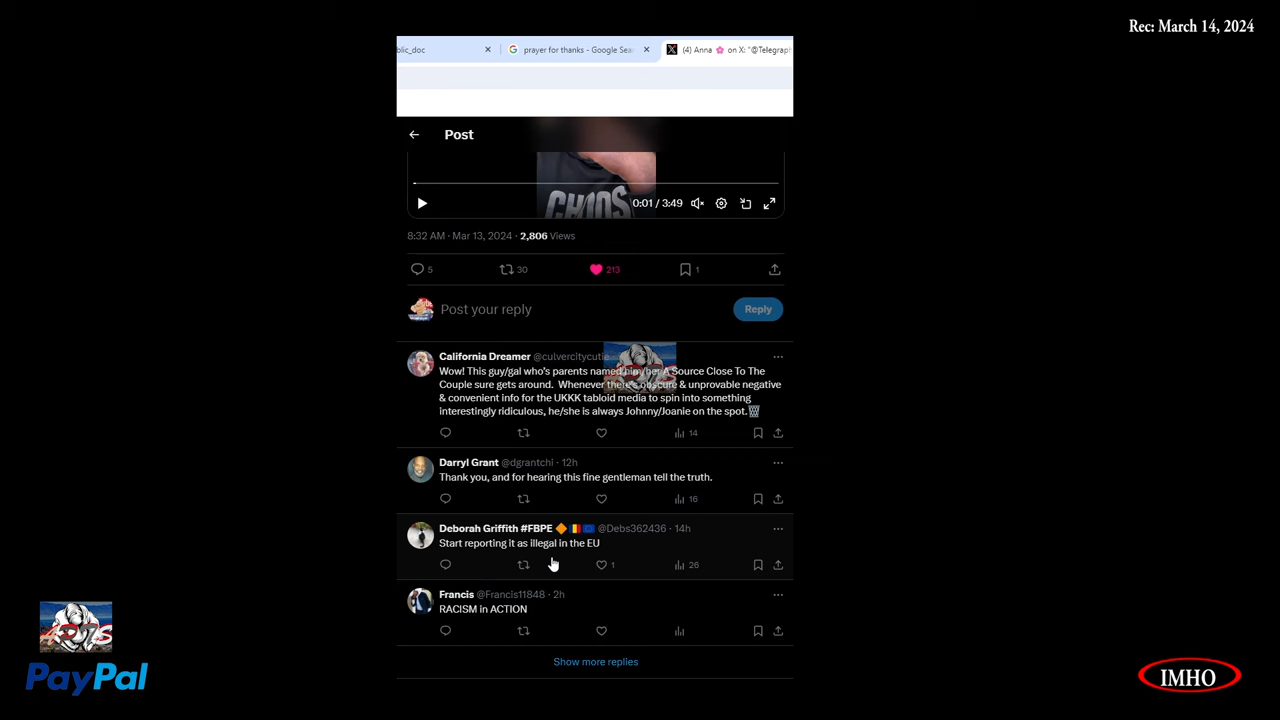 Rec: March 14, 2024
blic_doc
prayer for thanks - Google Sea
(4) Anna 🌸 on X: "@Telegraph
Post
CHAOS
0:01 / 3:49
8:32 AM · Mar 13, 2024 · 2,806 Views
5 30 213 1
Post your reply
Reply
California Dreamer @culvercitycutie
Wow! This guy/gal who's parents named him/her A Source Close To The
Couple sure gets around. Whenever there's obscure & unprovable negative
& convenient info for the UKKK tabloid media to spin into something
interestingly ridiculous, he/she is always Johnny/Joanie on the spot.🗑️
14
Darryl Grant @dgrantchi · 12h
Thank you, and for hearing this fine gentleman tell the truth.
16
Deborah Griffith #FBPE 🔶🇷🇴🇪🇺 @Debs362436 · 14h
Start reporting it as illegal in the EU
1 26
Francis @Francis11848 · 2h
RACISM in ACTION
Show more replies
PayPal
IMHO